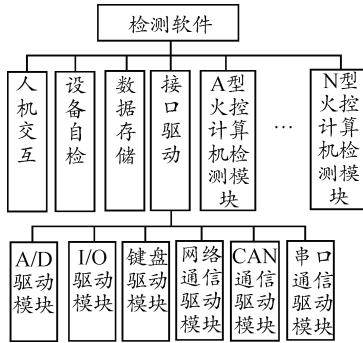 检测软件
人机交互
设备自检
数据存储
接口驱动
A型火控计算机检测模块
…
N型火控计算机检测模块
A/D驱动模块
I/O驱动模块
键盘驱动模块
网络通信驱动模块
CAN通信驱动模块
串口通信驱动模块